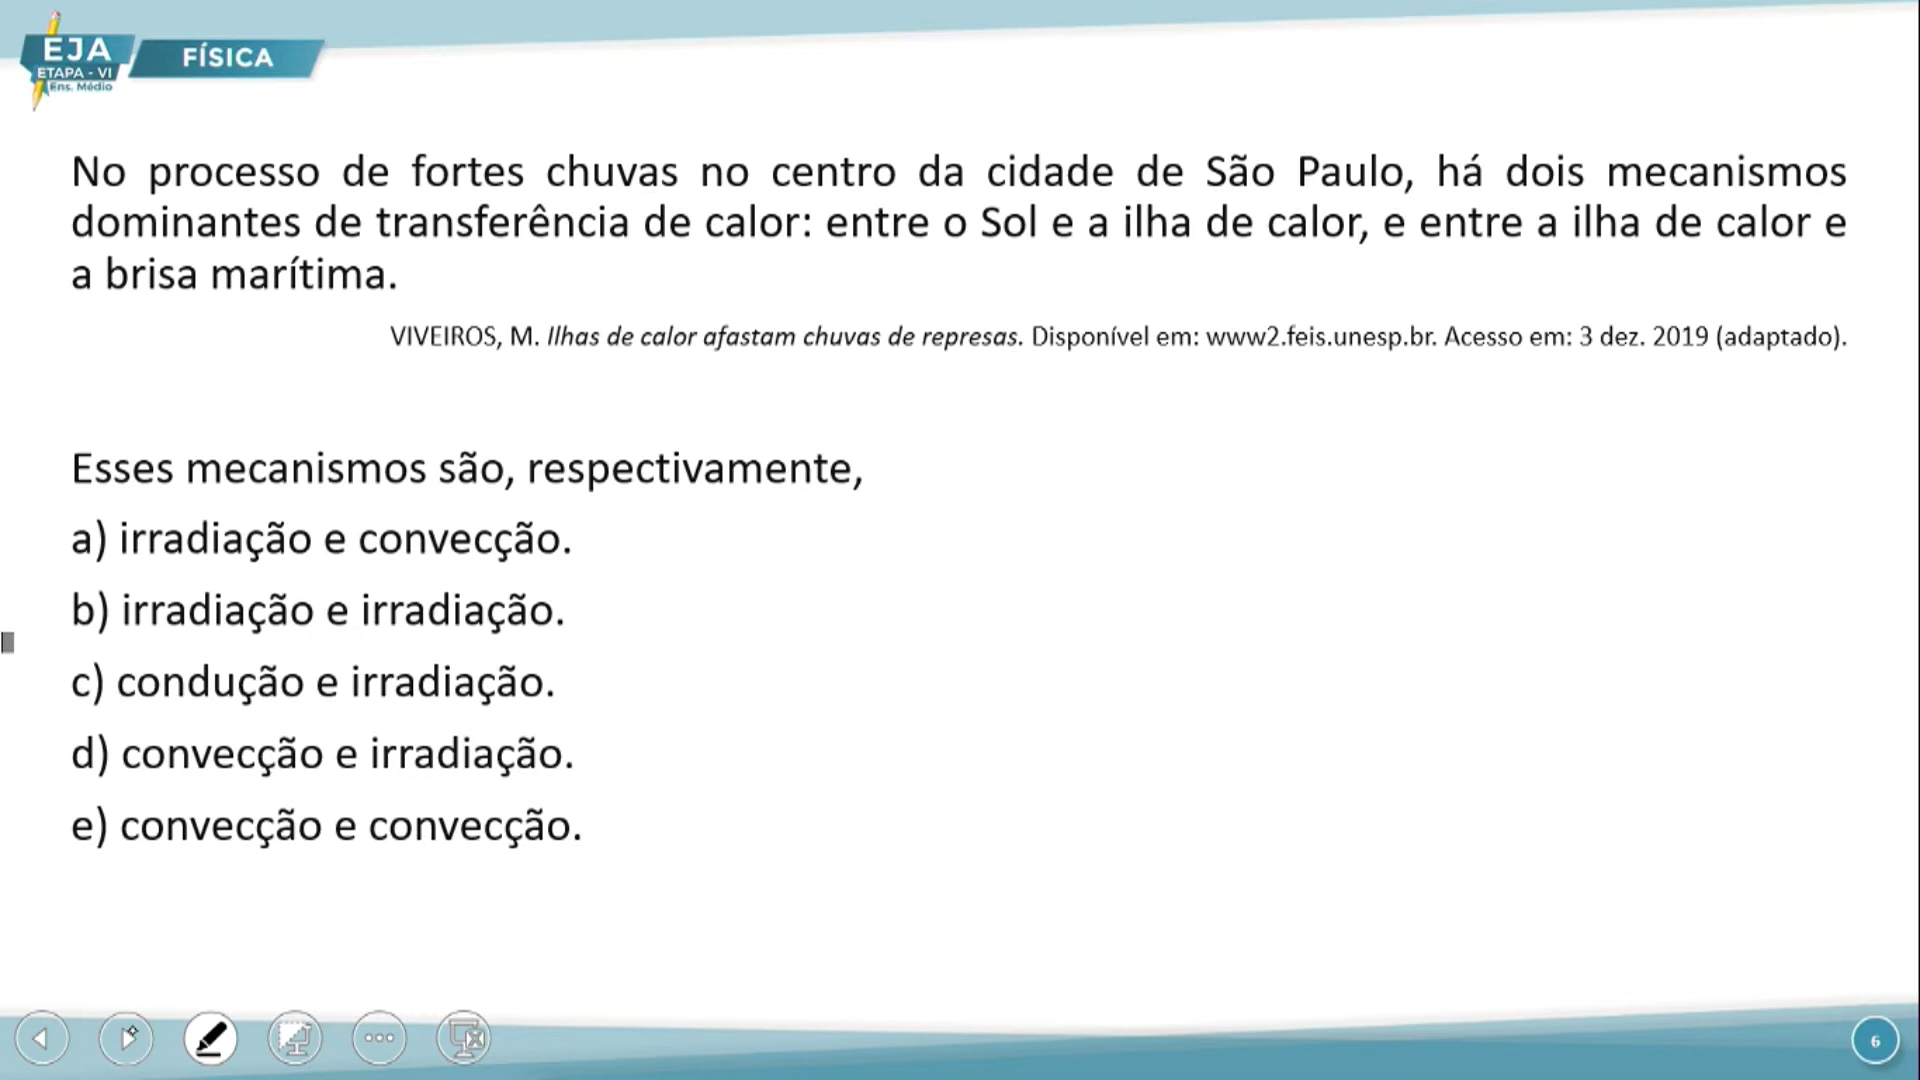 EJA
ETAPA - VI
Ens. Médio
FÍSICA
No processo de fortes chuvas no centro da cidade de São Paulo, há dois mecanismos
dominantes de transferência de calor: entre o Sol e a ilha de calor, e entre a ilha de calor e
a brisa marítima.
VIVEIROS, M. Ilhas de calor afastam chuvas de represas. Disponível em: www2.feis.unesp.br. Acesso em: 3 dez. 2019 (adaptado).
Esses mecanismos são, respectivamente,
a) irradiação e convecção.
b) irradiação e irradiação.
c) condução e irradiação.
d) convecção e irradiação.
e) convecção e convecção.
6